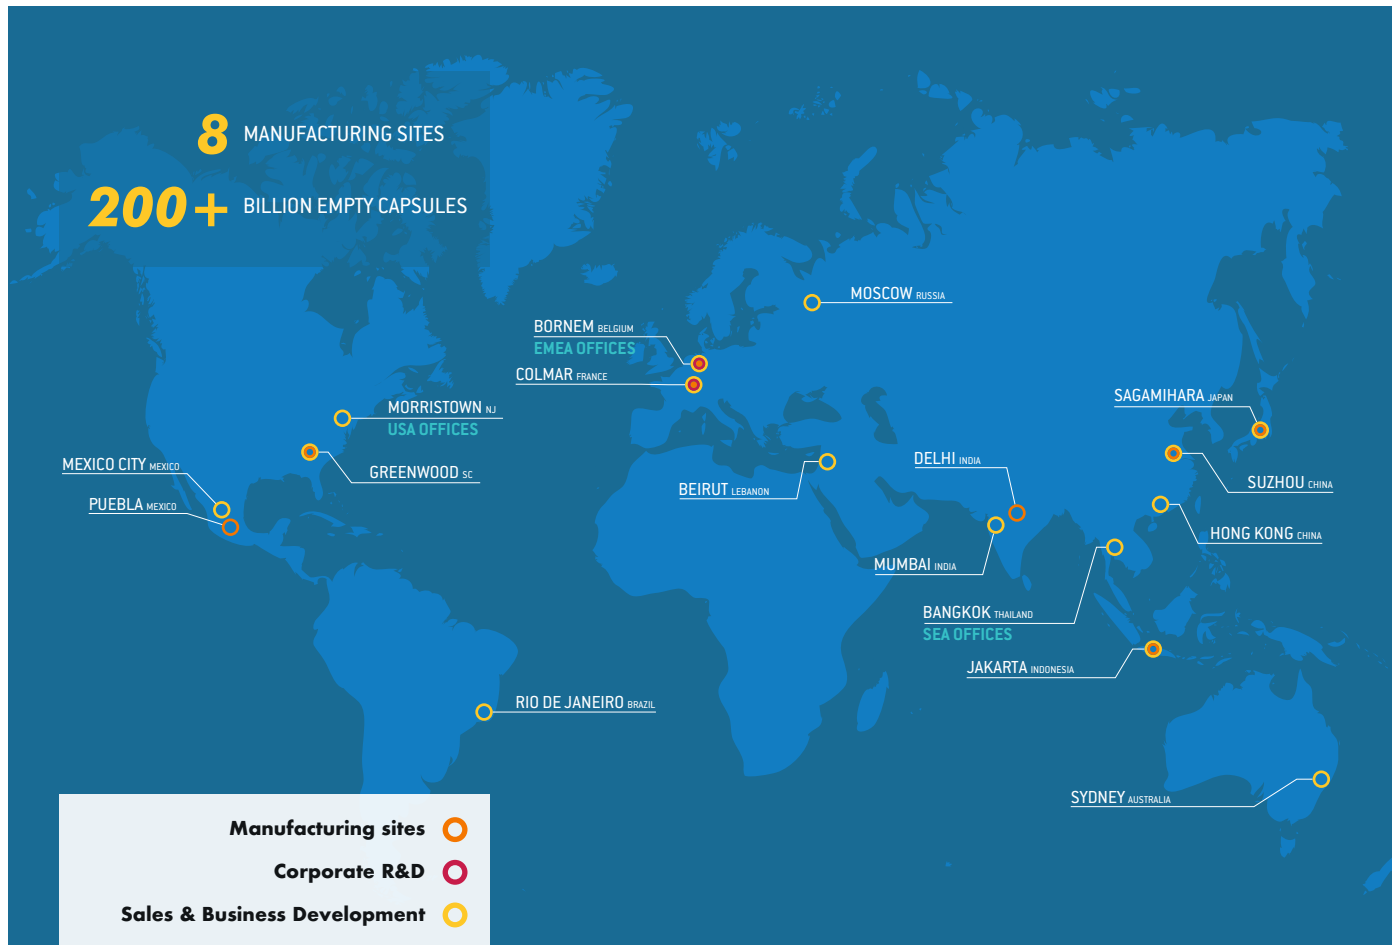 8 MANUFACTURING SITES
200+ BILLION EMPTY CAPSULES
MOSCOW RUSSIA
BORNEM BELGIUM
EMEA OFFICES
COLMAR FRANCE
SAGAMIHARA JAPAN
MORRISTOWN NJ
USA OFFICES
MEXICO CITY MEXICO
GREENWOOD SC
DELHI INDIA
BEIRUT LEBANON
SUZHOU CHINA
PUEBLA MEXICO
HONG KONG CHINA
MUMBAI INDIA
BANGKOK THAILAND
SEA OFFICES
JAKARTA INDONESIA
RIO DE JANEIRO BRAZIL
SYDNEY AUSTRALIA
Manufacturing sites
Corporate R&D
Sales & Business Development